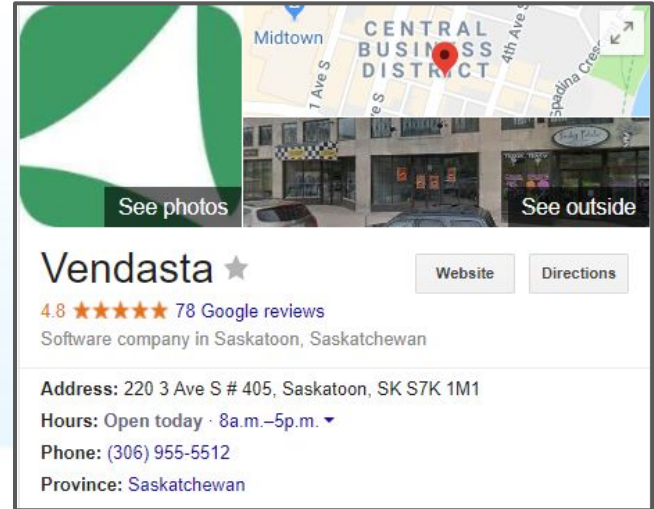 Midtown
CENTRAL
BUSINESS
DISTRICT
1 Ave S
4th Ave S
Spadina Cres
See photos
See outside
Vendasta
Website
Directions
4.8 ★★★★★ 78 Google reviews
Software company in Saskatoon, Saskatchewan
Address: 220 3 Ave S # 405, Saskatoon, SK S7K 1M1
Hours: Open today · 8a.m.–5p.m.
Phone: (306) 955-5512
Province: Saskatchewan